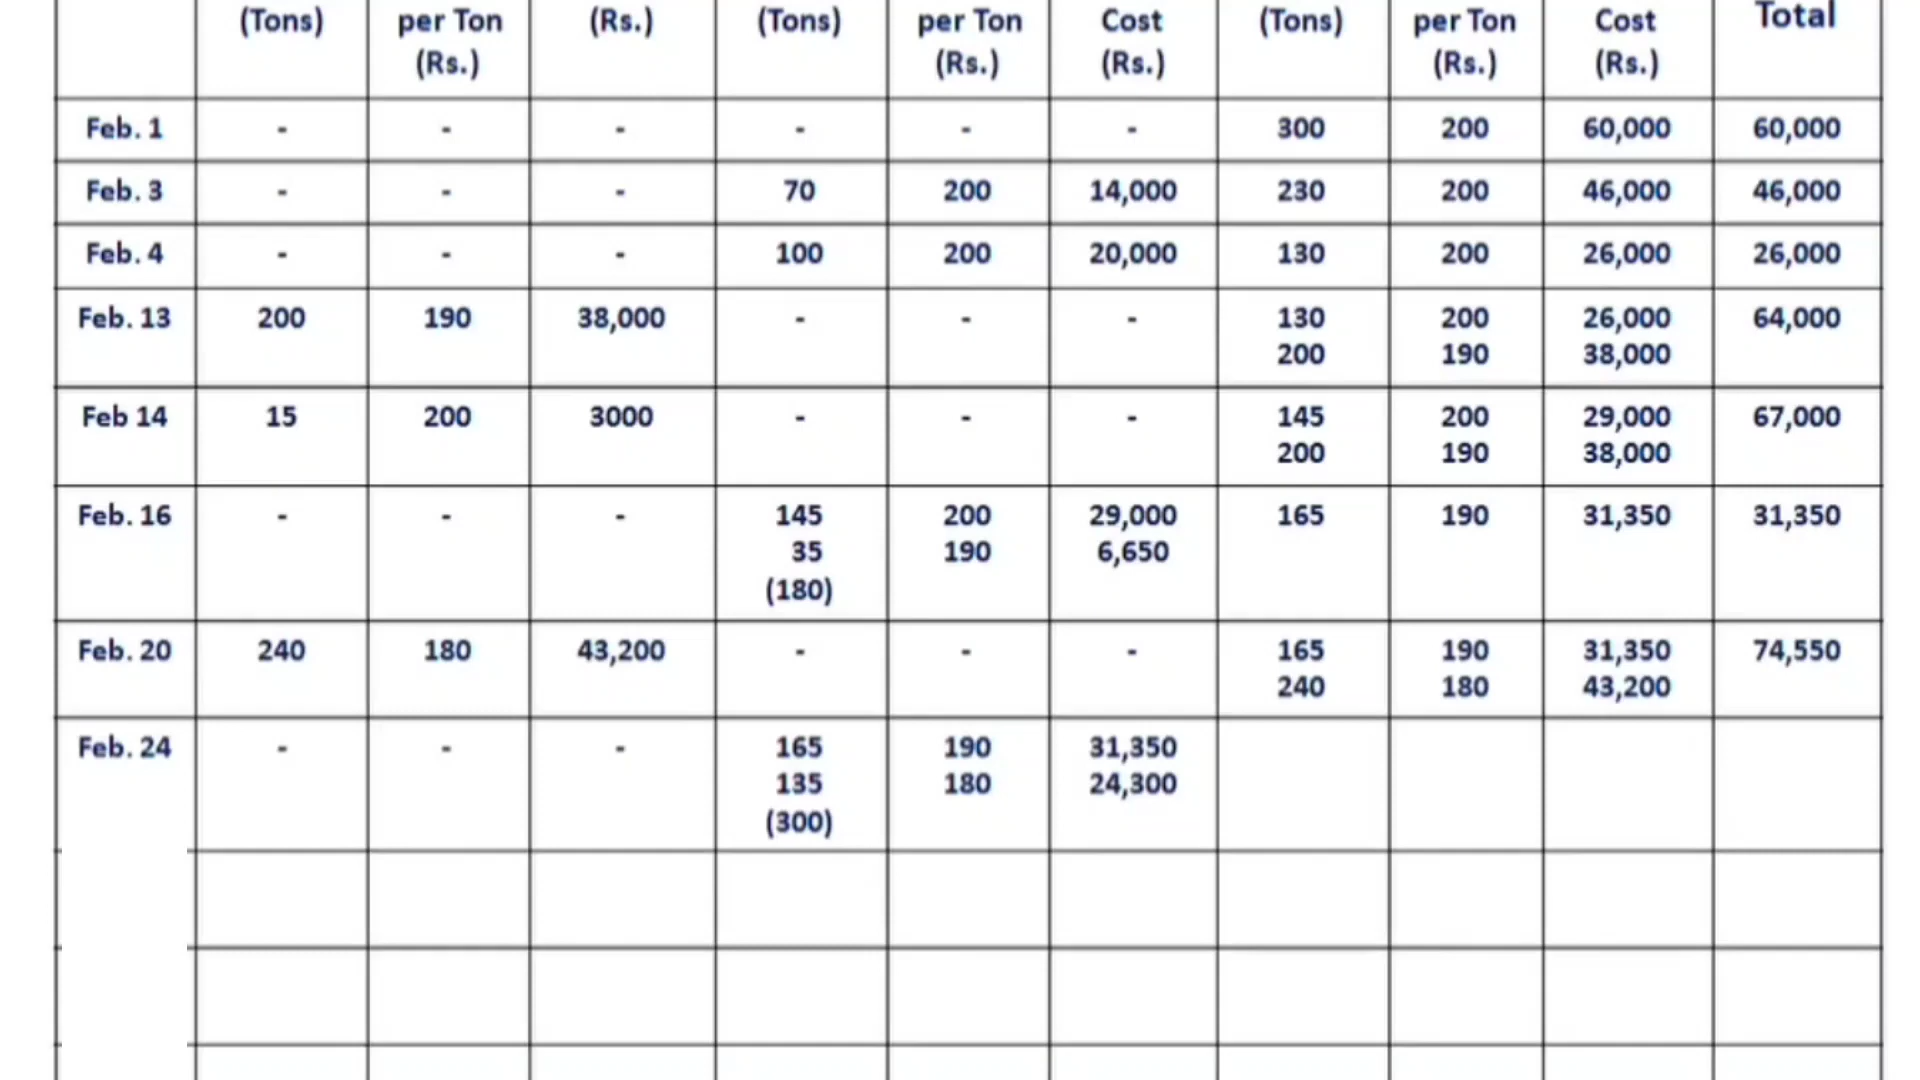 (Tons) per Ton (Rs.) (Tons) per Ton Cost (Tons) per Ton Cost Total
(Rs.) (Rs.) (Rs.) (Rs.) (Rs.)
Feb. 1 - - - - - - 300 200 60,000 60,000
Feb. 3 - - - 70 200 14,000 230 200 46,000 46,000
Feb. 4 - - - 100 200 20,000 130 200 26,000 26,000
Feb. 13 200 190 38,000 - - - 130 200 26,000 64,000
200 190 38,000
Feb 14 15 200 3000 - - - 145 200 29,000 67,000
200 190 38,000
Feb. 16 - - - 145 200 29,000 165 190 31,350 31,350
35 190 6,650
(180)
Feb. 20 240 180 43,200 - - - 165 190 31,350 74,550
240 180 43,200
Feb. 24 - - - 165 190 31,350
135 180 24,300
(300)